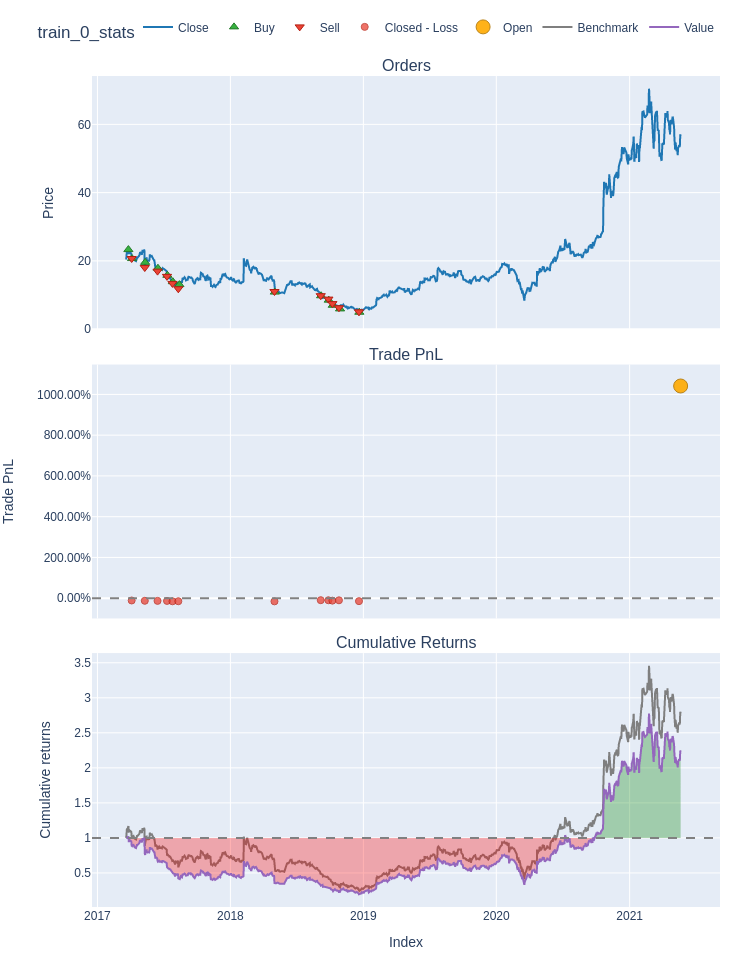 train_0_stats
Close
Buy
Sell
Closed - Loss
Open
Benchmark
Value
Orders
60
40
20
0
Price
Trade PnL
1000.00%
800.00%
600.00%
400.00%
200.00%
0.00%
Trade PnL
Cumulative Returns
3.5
3
2.5
2
1.5
1
0.5
Cumulative returns
2017
2018
2019
2020
2021
Index